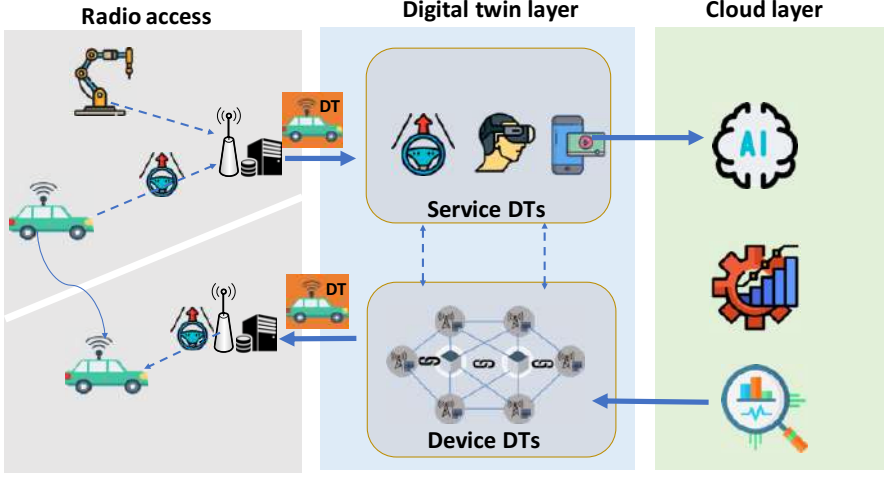 Radio access
Digital twin layer
Cloud layer
DT
AI
Service DTs
DT
Device DTs